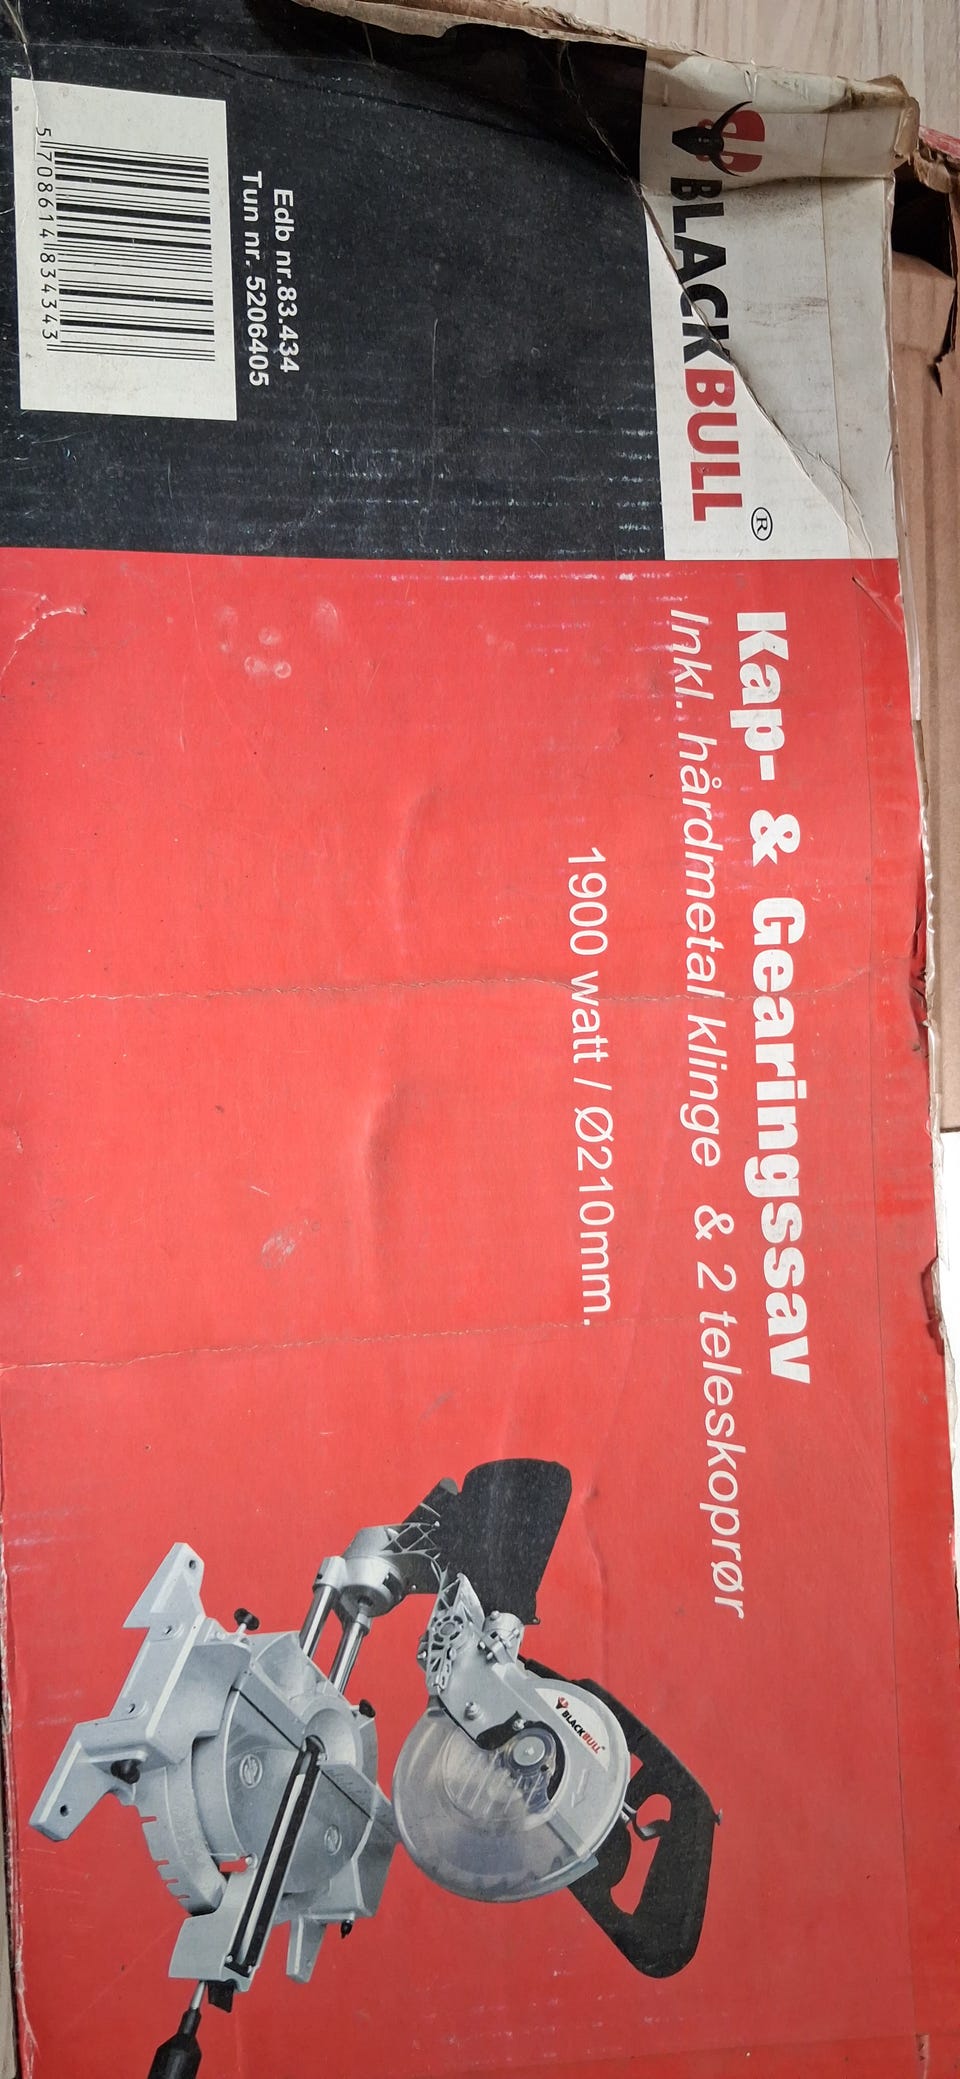 BLACKBULL®
Kap- & Gearingssav
Inkl. hårdmetal klinge & 2 teleskoprør
1900 watt / Ø210mm.
Edb nr.83.434
Tun nr. 5206405
5708614834343
BLACKBULL